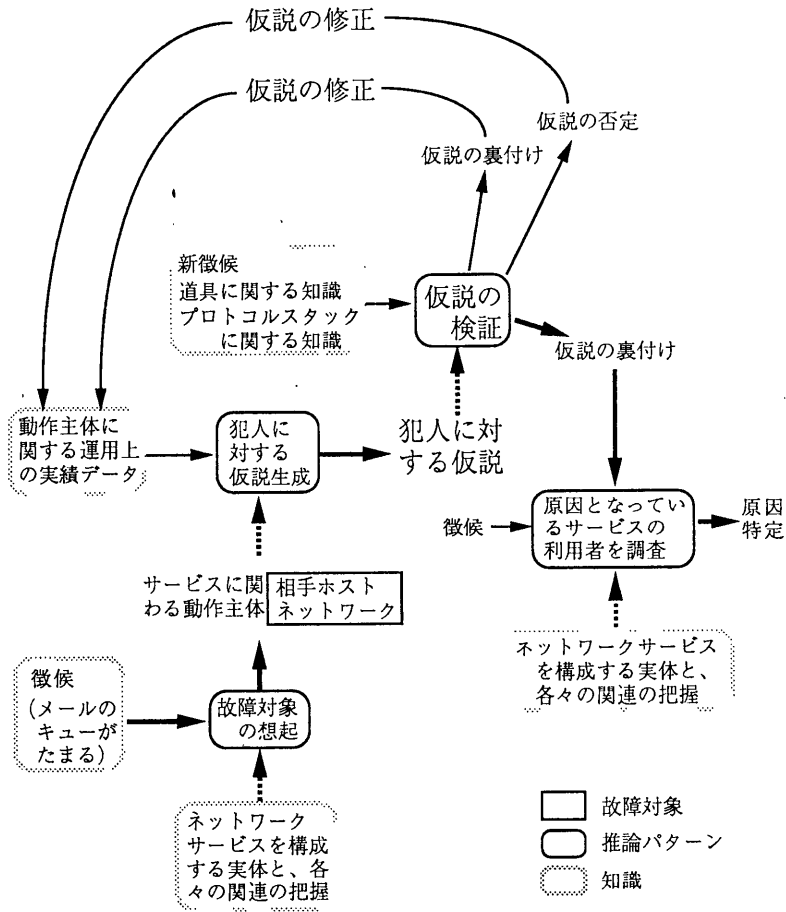 仮説の修正
仮説の修正
仮説の否定
仮説の裏付け
新徴候
道具に関する知識
プロトコルスタック
に関する知識
仮説の
検証
仮説の裏付け
動作主体に
関する運用上
の実績データ
犯人に
対する
仮説生成
犯人に対
する仮説
徴候
原因となってい
るサービスの
利用者を調査
原因
特定
サービスに関
わる動作主体
相手ホスト
ネットワーク
ネットワークサービス
を構成する実体と、
各々の関連の把握
徴候
(メールの
キューが
たまる)
故障対象
の想起
ネットワーク
サービスを構成
する実体と、各
々の関連の把握
故障対象
推論パターン
知識